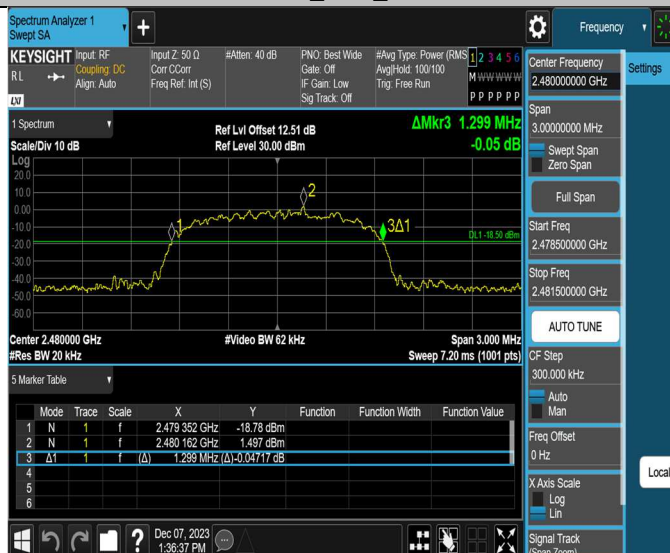 Spectrum Analyzer 1
Swept SA
+
Frequency
KEYSIGHT
RL
LXI
Input: RF
Coupling: DC
Align: Auto
Input Z: 50 Ω
Corr CCorr
Freq Ref: Int (S)
#Atten: 40 dB
PNO: Best Wide
Gate: Off
IF Gain: Low
Sig Track: Off
#Avg Type: Power (RMS
Avg|Hold: 100/100
Trig: Free Run
1 2 3 4 5 6
M W W W W W
P P P P P P
1 Spectrum
Scale/Div 10 dB
Ref Lvl Offset 12.51 dB
Ref Level 30.00 dBm
ΔMkr3 1.299 MHz
-0.05 dB
Log
20.0
10.0
0.00
-10.0
-20.0
-30.0
-40.0
-50.0
-60.0
1
2
3Δ1
DL1 -18.50 dBm
Center 2.480000 GHz
#Video BW 62 kHz
Span 3.000 MHz
#Res BW 20 kHz
Sweep 7.20 ms (1001 pts)
5 Marker Table
Mode Trace Scale X Y Function Function Width Function Value
1 N 1 f 2.479 352 GHz -18.78 dBm
2 N 1 f 2.480 162 GHz 1.497 dBm
3 Δ1 1 f (Δ) 1.299 MHz (Δ) -0.04717 dB
4
5
6
?
Dec 07, 2023
1:36:37 PM
Center Frequency
2.480000000 GHz
Span
3.00000000 MHz
Swept Span
Zero Span
Full Span
Start Freq
2.478500000 GHz
Stop Freq
2.481500000 GHz
AUTO TUNE
CF Step
300.000 kHz
Auto
Man
Freq Offset
0 Hz
X Axis Scale
Log
Lin
Signal Track
(Span Zoom)
Settings
Local